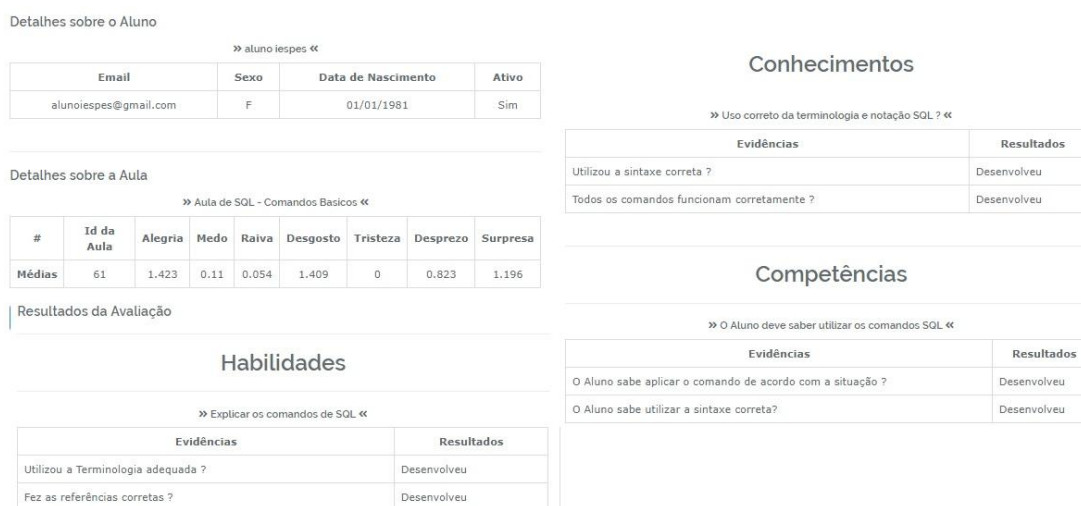 Detalhes sobre o Aluno
» aluno iespes «
Email Sexo Data de Nascimento Ativo
alunoiespes@gmail.com F 01/01/1981 Sim
Detalhes sobre a Aula
» Aula de SQL - Comandos Basicos «
# Id da Aula Alegria Medo Raiva Desgosto Tristeza Desprezo Surpresa
Médias 61 1.423 0.11 0.054 1.409 0 0.823 1.196
Resultados da Avaliação
Habilidades
» Explicar os comandos de SQL «
Evidências Resultados
Utilizou a Terminologia adequada ? Desenvolveu
Fez as referências corretas ? Desenvolveu
Conhecimentos
» Uso correto da terminologia e notação SQL ? «
Evidências Resultados
Utilizou a sintaxe correta ? Desenvolveu
Todos os comandos funcionam corretamente ? Desenvolveu
Competências
» O Aluno deve saber utilizar os comandos SQL «
Evidências Resultados
O Aluno sabe aplicar o comando de acordo com a situação ? Desenvolveu
O Aluno sabe utilizar a sintaxe correta? Desenvolveu